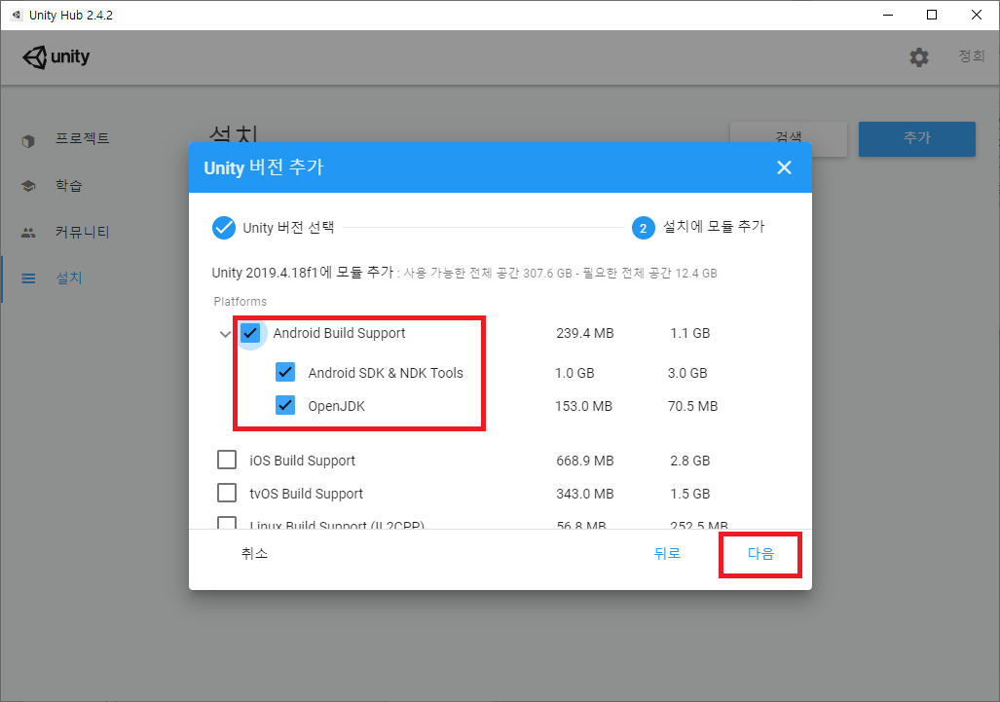 Unity Hub 2.4.2
unity
정희
프로젝트
설치
검색
추가
학습
커뮤니티
설치
Unity 버전 추가
Unity 버전 선택
2 설치에 모듈 추가
Unity 2019.4.18f1에 모듈 추가 : 사용 가능한 전체 공간 307.6 GB - 필요한 전체 공간 12.4 GB
Platforms
Android Build Support 239.4 MB 1.1 GB
Android SDK & NDK Tools 1.0 GB 3.0 GB
OpenJDK 153.0 MB 70.5 MB
iOS Build Support 668.9 MB 2.8 GB
tvOS Build Support 343.0 MB 1.5 GB
Linux Build Support (IL2CPP) 56.8 MB 252.5 MB
취소 뒤로 다음